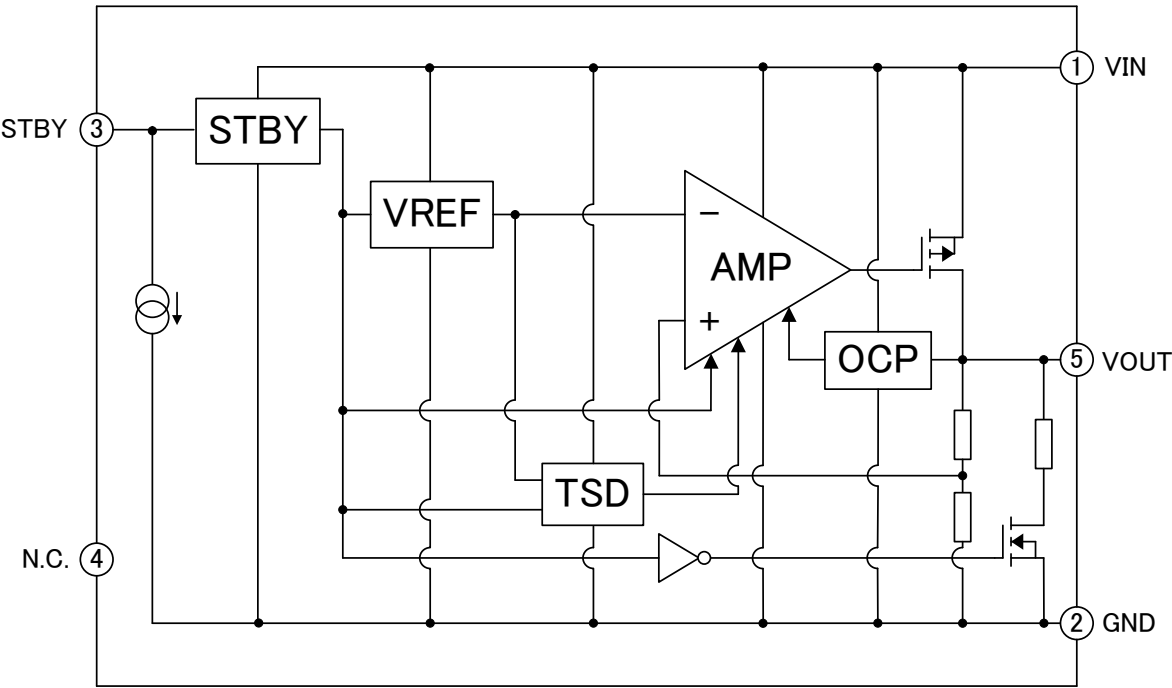 1 VIN
STBY 3
STBY
VREF
−
AMP
+
OCP
5 VOUT
TSD
N.C. 4
2 GND